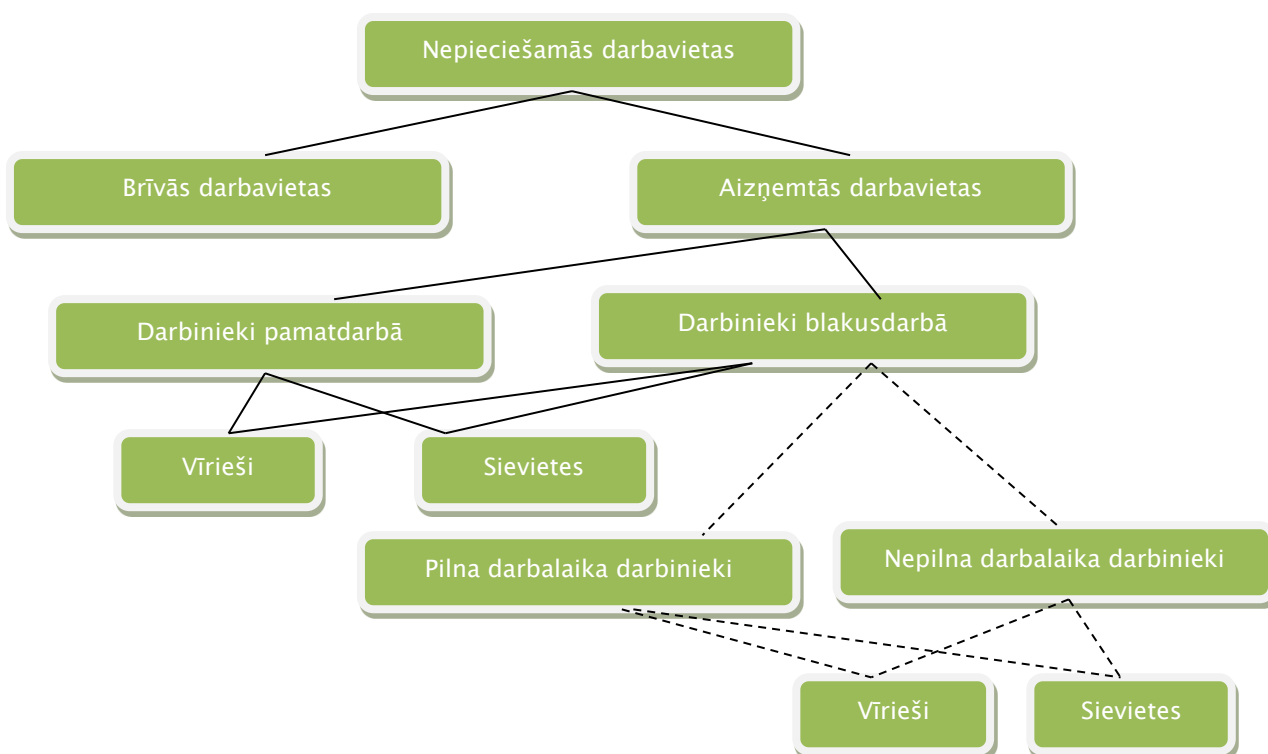 Nepieciešamās darbavietas
Brīvās darbavietas
Aizņemtās darbavietas
Darbinieki pamatdarbā
Darbinieki blakusdarbā
Vīrieši
Sievietes
Pilna darbalaika darbinieki
Nepilna darbalaika darbinieki
Vīrieši
Sievietes